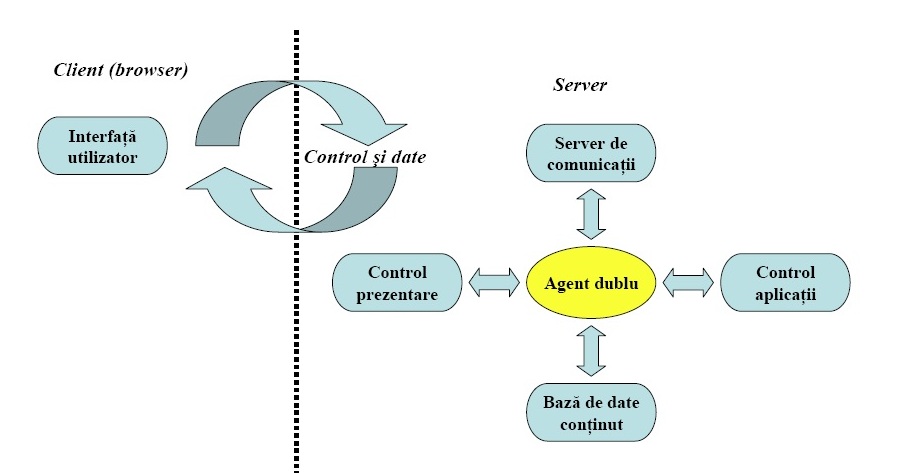 Client (browser)
Server
Interfață
utilizator
Control şi date
Server de
comunicații
Control
prezentare
Agent dublu
Control
aplicații
Bază de date
conținut